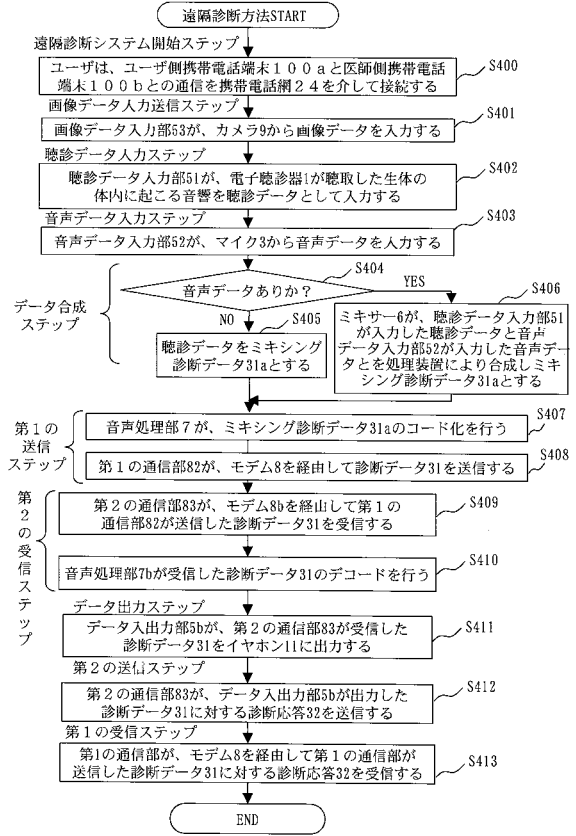 遠隔診断方法START
遠隔診断システム開始ステップ
ユーザは、ユーザ側携帯電話端末100aと医師側携帯電話
端末100bとの通信を携帯電話網24を介して接続する
S400
画像データ入力送信ステップ
画像データ入力部53が、カメラ9から画像データを入力する
S401
聴診データ入力ステップ
聴診データ入力部51が、電子聴診器1が聴取した生体の
体内に起こる音響を聴診データとして入力する
S402
音声データ入力ステップ
音声データ入力部52が、マイク3から音声データを入力する
S403
データ合成
ステップ
音声データありか?
S404
YES
NO
S405
聴診データをミキシング
診断データ31aとする
S406
ミキサー6が、聴診データ入力部51
が入力した聴診データと音声
データ入力部52が入力した音声デー
タとを処理装置により合成しミキ
シング診断データ31aとする
第1の
送信
ステップ
音声処理部7が、ミキシング診断データ31aのコード化を行う
S407
第1の通信部82が、モデム8を経由して診断データ31を送信する
S408
第2の受信ステップ
第2の通信部83が、モデム8bを経由して第1の
通信部82が送信した診断データ31を受信する
S409
音声処理部7bが受信した診断データ31のデコードを行う
S410
データ出力ステップ
データ入出力部5bが、第2の通信部83が受信した
診断データ31をイヤホン11に出力する
S411
第2の送信ステップ
第2の通信部83が、データ入出力部5bが出力した
診断データ31に対する診断応答32を送信する
S412
第1の受信ステップ
第1の通信部が、モデム8を経由して第1の通信部が
送信した診断データ31に対する診断応答32を受信する
S413
END